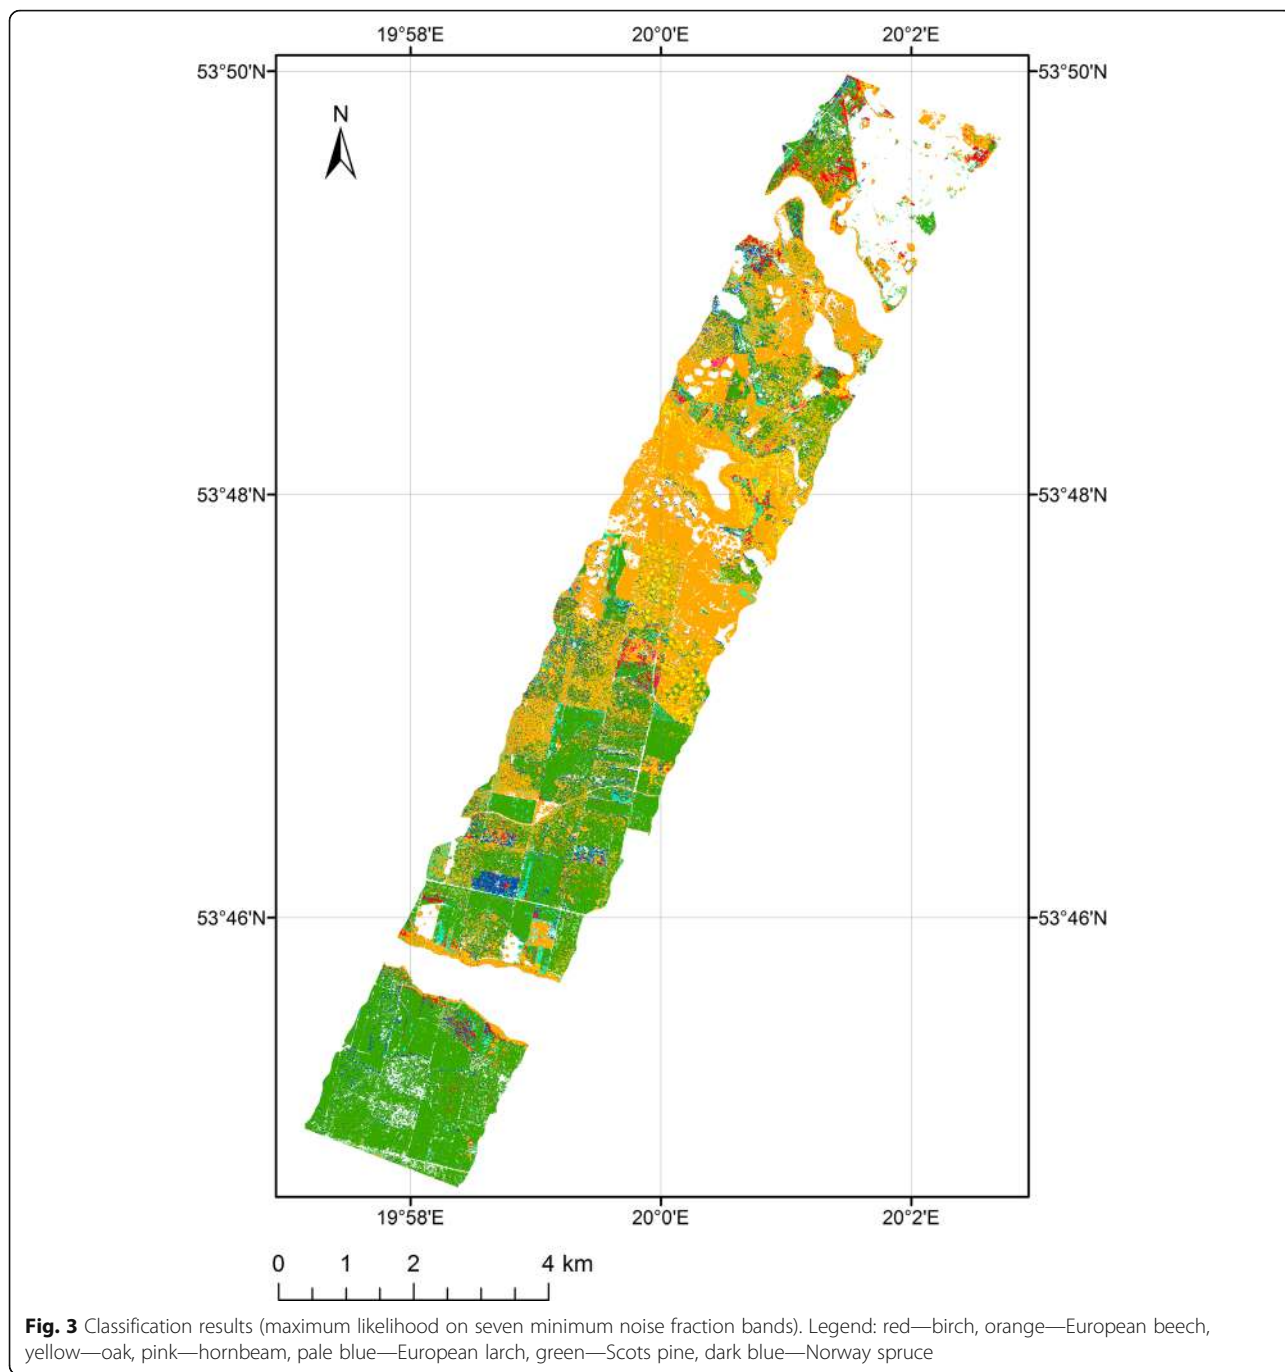 19°58'E 20°0'E 20°2'E
53°50'N 53°50'N
N
53°48'N 53°48'N
53°46'N 53°46'N
19°58'E 20°0'E 20°2'E
0 1 2 4 km
Fig. 3 Classification results (maximum likelihood on seven minimum noise fraction bands). Legend: red—birch, orange—European beech,
yellow—oak, pink—hornbeam, pale blue—European larch, green—Scots pine, dark blue—Norway spruce